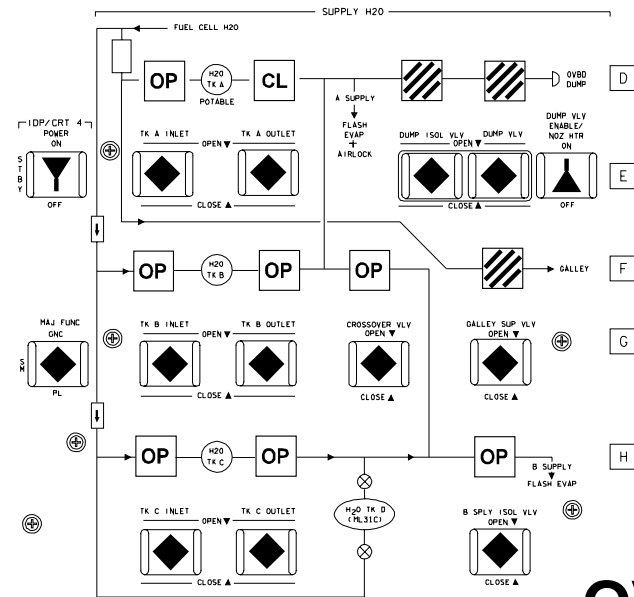 SUPPLY H2O
FUEL CELL H2O
OP
H2O
TK A
POTABLE
CL
OVBD
DUMP
D
A SUPPLY
FLASH
EVAP
+
AIRLOCK
IDP/CRT 4
POWER
ON
STBY
OFF
TK A INLET
TK A OUTLET
OPEN ▼
CLOSE ▲
DUMP ISOL VLV
DUMP VLV
OPEN ▼
CLOSE ▲
DUMP VLV
ENABLE/
NOZ HTR
ON
OFF
E
OP
H2O
TK B
OP
OP
GALLEY
F
MAJ FUNC
GNC
SM
PL
TK B INLET
TK B OUTLET
OPEN ▼
CLOSE ▲
CROSSOVER VLV
OPEN ▼
CLOSE ▲
GALLEY SUP VLV
OPEN ▼
CLOSE ▲
G
OP
H2O
TK C
OP
OP
B SUPPLY
FLASH EVAP
H
H2O TK D
(ML31C)
TK C INLET
TK C OUTLET
OPEN ▼
CLOSE ▲
B SPLY ISOL VLV
OPEN ▼
CLOSE ▲